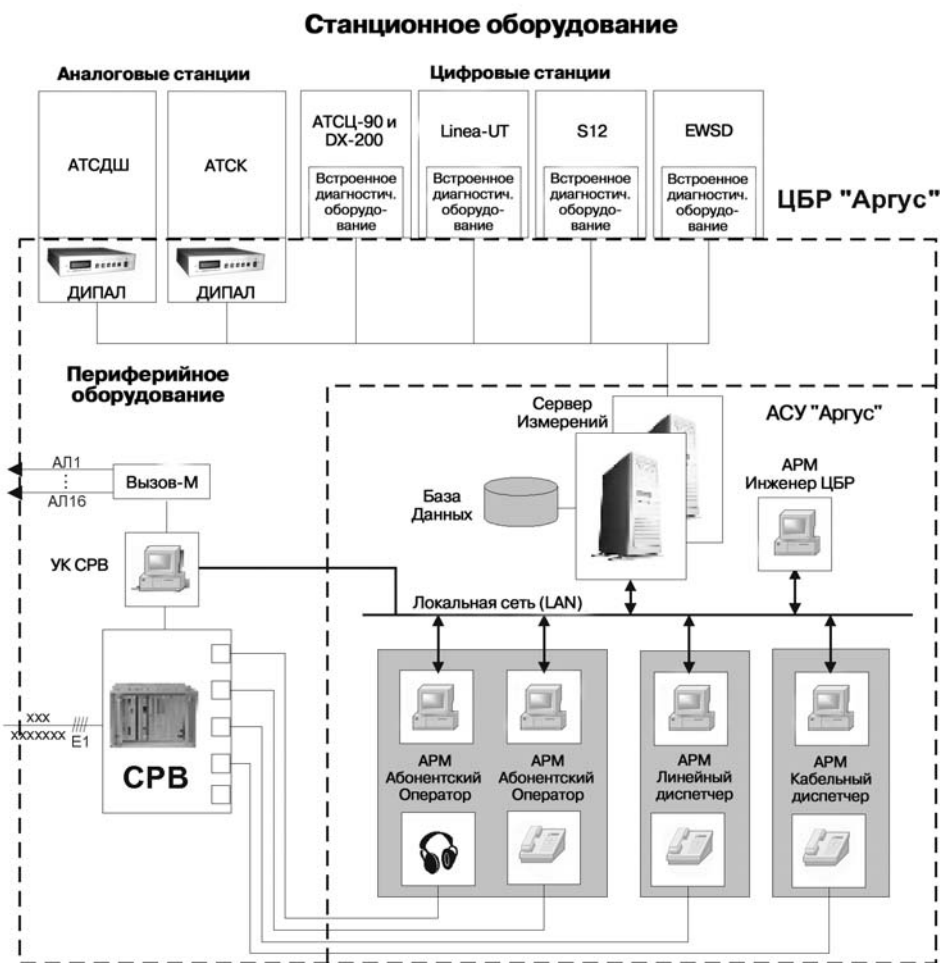 Станционное оборудование
Аналоговые станции
Цифровые станции
АТСДШ
АТСК
АТСЦ-90 и
DX-200
Linea-UT
S12
EWSD
Встроенное
диагностич.
оборудо-
вание
Встроенное
диагностич.
оборудо-
вание
Встроенное
диагностич.
оборудо-
вание
Встроенное
диагностич.
оборудо-
вание
ЦБР "Аргус"
ДИПАЛ
ДИПАЛ
Периферийное
оборудование
Сервер
Измерений
АСУ "Аргус"
АЛ1
АЛ16
Вызов-М
База
Данных
АРМ
Инженер ЦБР
УК СРВ
Локальная сеть (LAN)
xxx
xxxxxxx
E1
СРВ
АРМ
Абонентский
Оператор
АРМ
Абонентский
Оператор
АРМ
Линейный
диспетчер
АРМ
Кабельный
диспетчер